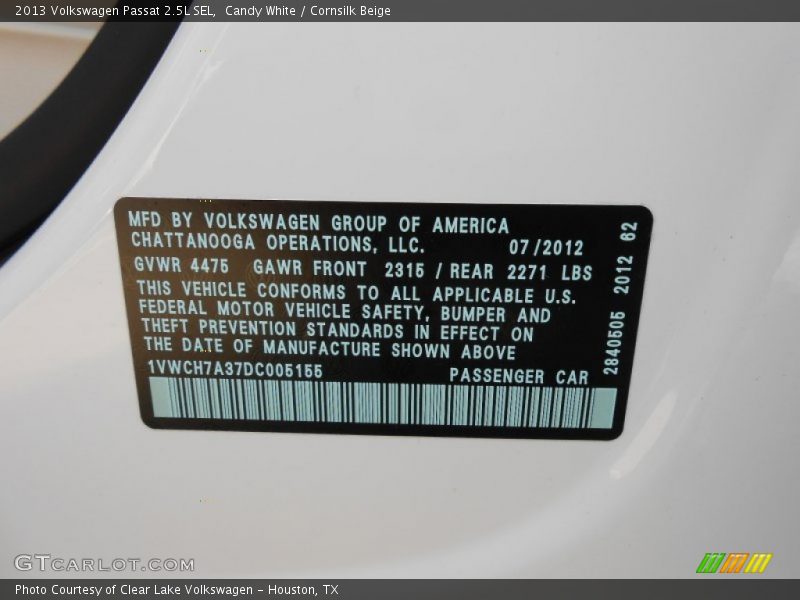 2013 Volkswagen Passat 2.5L SEL, Candy White / Cornsilk Beige
MFD BY VOLKSWAGEN GROUP OF AMERICA
CHATTANOOGA OPERATIONS, LLC. 07/2012
GVWR 4475 GAWR FRONT 2315 / REAR 2271 LBS
THIS VEHICLE CONFORMS TO ALL APPLICABLE U.S.
FEDERAL MOTOR VEHICLE SAFETY, BUMPER AND
THEFT PREVENTION STANDARDS IN EFFECT ON
THE DATE OF MANUFACTURE SHOWN ABOVE
1VWCH7A37DC005155 PASSENGER CAR
2840505 2012 62
GTCARLOT.COM
Photo Courtesy of Clear Lake Volkswagen - Houston, TX